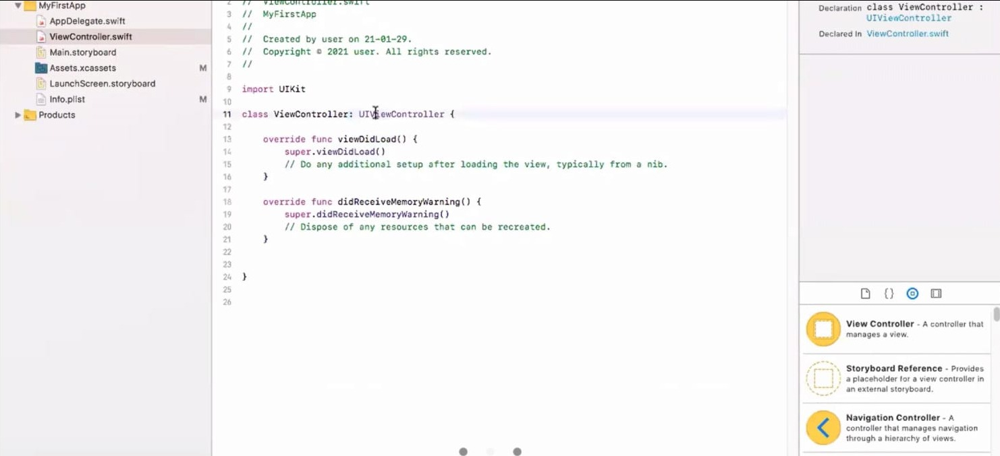 MyFirstApp
AppDelegate.swift
ViewController.swift
Main.storyboard
Assets.xcassets M
LaunchScreen.storyboard
Info.plist M
Products
2 // ViewController.swift
3 // MyFirstApp
4 //
5 // Created by user on 21-01-29.
6 // Copyright © 2021 user. All rights reserved.
7 //
8
9 import UIKit
10
11 class ViewController: UIViewController {
12
13 override func viewDidLoad() {
14 super.viewDidLoad()
15 // Do any additional setup after loading the view, typically from a nib.
16 }
17
18 override func didReceiveMemoryWarning() {
19 super.didReceiveMemoryWarning()
20 // Dispose of any resources that can be recreated.
21 }
22
23
24 }
25
26
Declaration class ViewController :
UIViewController
Declared In ViewController.swift
{}
View Controller - A controller that
manages a view.
Storyboard Reference - Provides
a placeholder for a view controller in
an external storyboard.
Navigation Controller - A
controller that manages navigation
through a hierarchy of views.